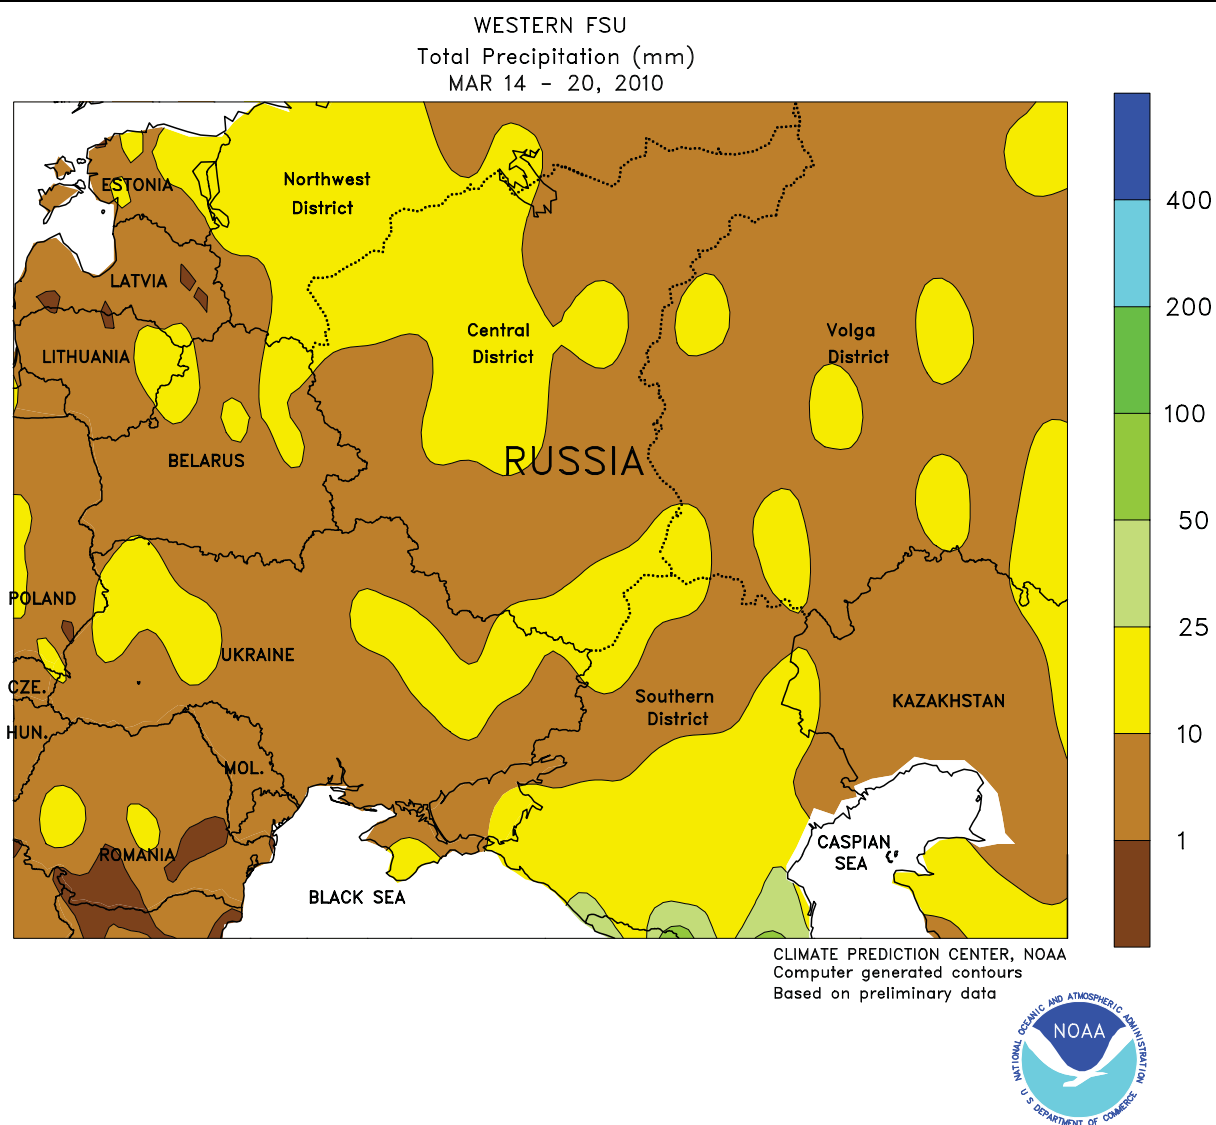 WESTERN FSU
Total Precipitation (mm)
MAR 14 - 20, 2010
ESTONIA
Northwest
District
LATVIA
LITHUANIA
Central
District
Volga
District
BELARUS
RUSSIA
POLAND
UKRAINE
CZE.
Southern
District
KAZAKHSTAN
HUN.
MOL.
ROMANIA
CASPIAN
SEA
BLACK SEA
400
200
100
50
25
10
1
CLIMATE PREDICTION CENTER, NOAA
Computer generated contours
Based on preliminary data
NATIONAL OCEANIC AND ATMOSPHERIC ADMINISTRATION
NOAA
U S DEPARTMENT OF COMMERCE